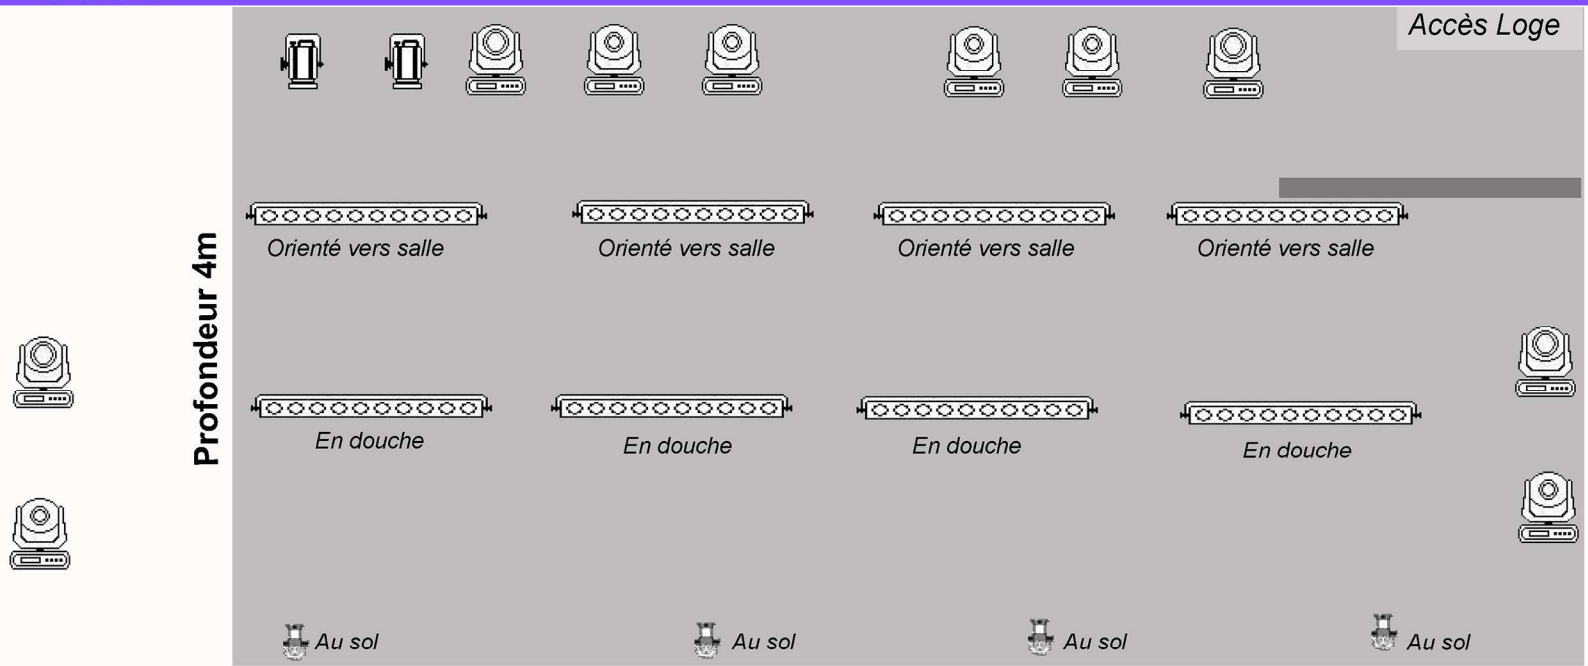 Accès Loge
Profondeur 4m
Orienté vers salle
Orienté vers salle
Orienté vers salle
Orienté vers salle
En douche
En douche
En douche
En douche
Au sol
Au sol
Au sol
Au sol